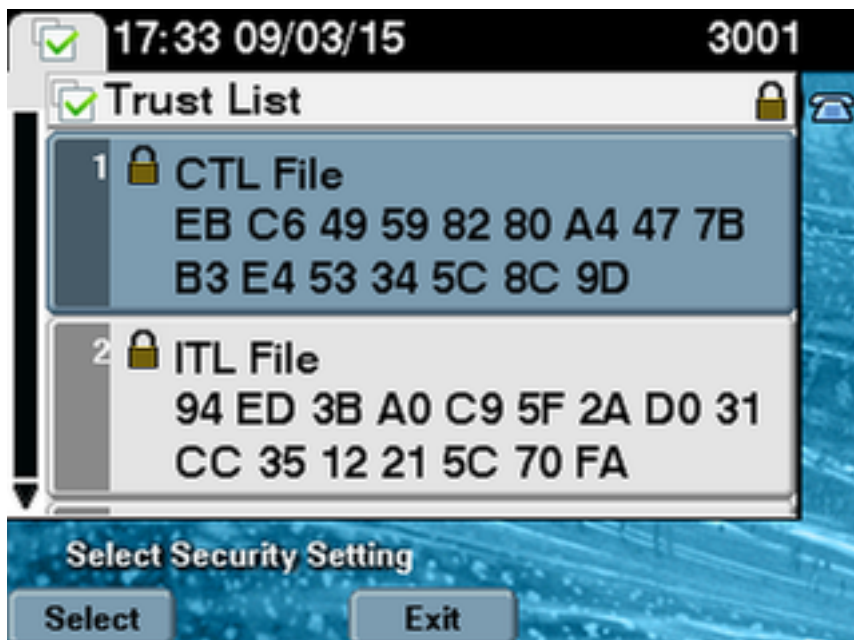 17:33 09/03/15 3001
Trust List
1 CTL File
EB C6 49 59 82 80 A4 47 7B
B3 E4 53 34 5C 8C 9D
2 ITL File
94 ED 3B A0 C9 5F 2A D0 31
CC 35 12 21 5C 70 FA
Select Security Setting
Select Exit